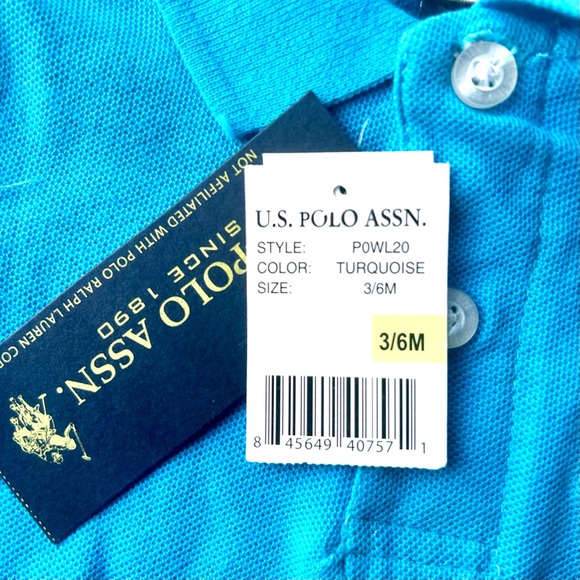 U.S. POLO ASSN.
STYLE: P0WL20
COLOR: TURQUOISE
SIZE: 3/6M
3/6M
8 45649 40757 1
POLO ASSN.
SINCE 1890
NOT AFFILIATED WITH POLO RALPH LAUREN